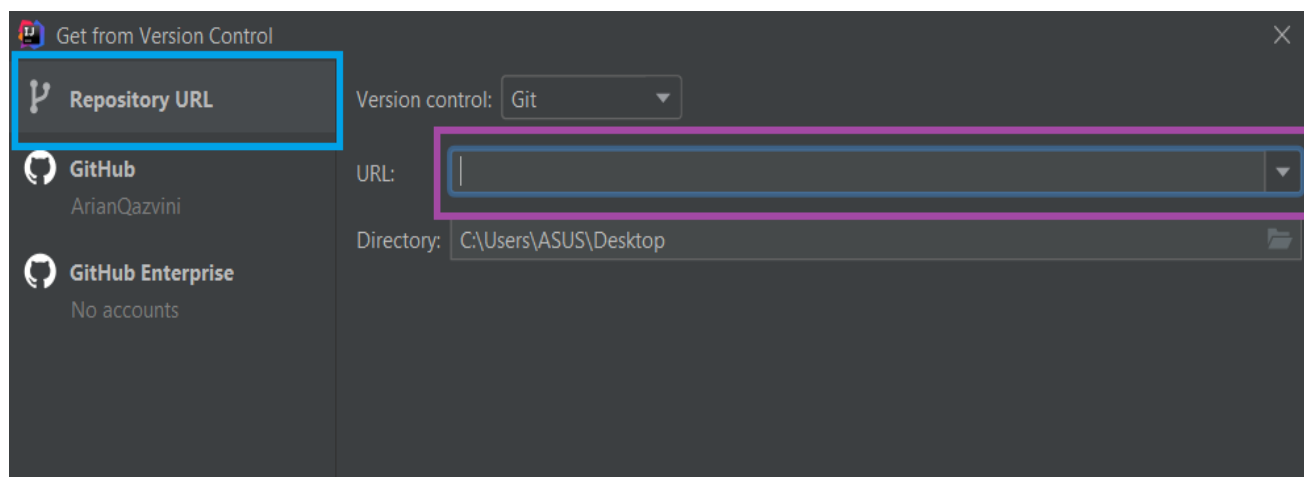 Get from Version Control
Repository URL
GitHub
ArianQazvini
GitHub Enterprise
No accounts
Version control: Git
URL:
Directory: C:\Users\ASUS\Desktop